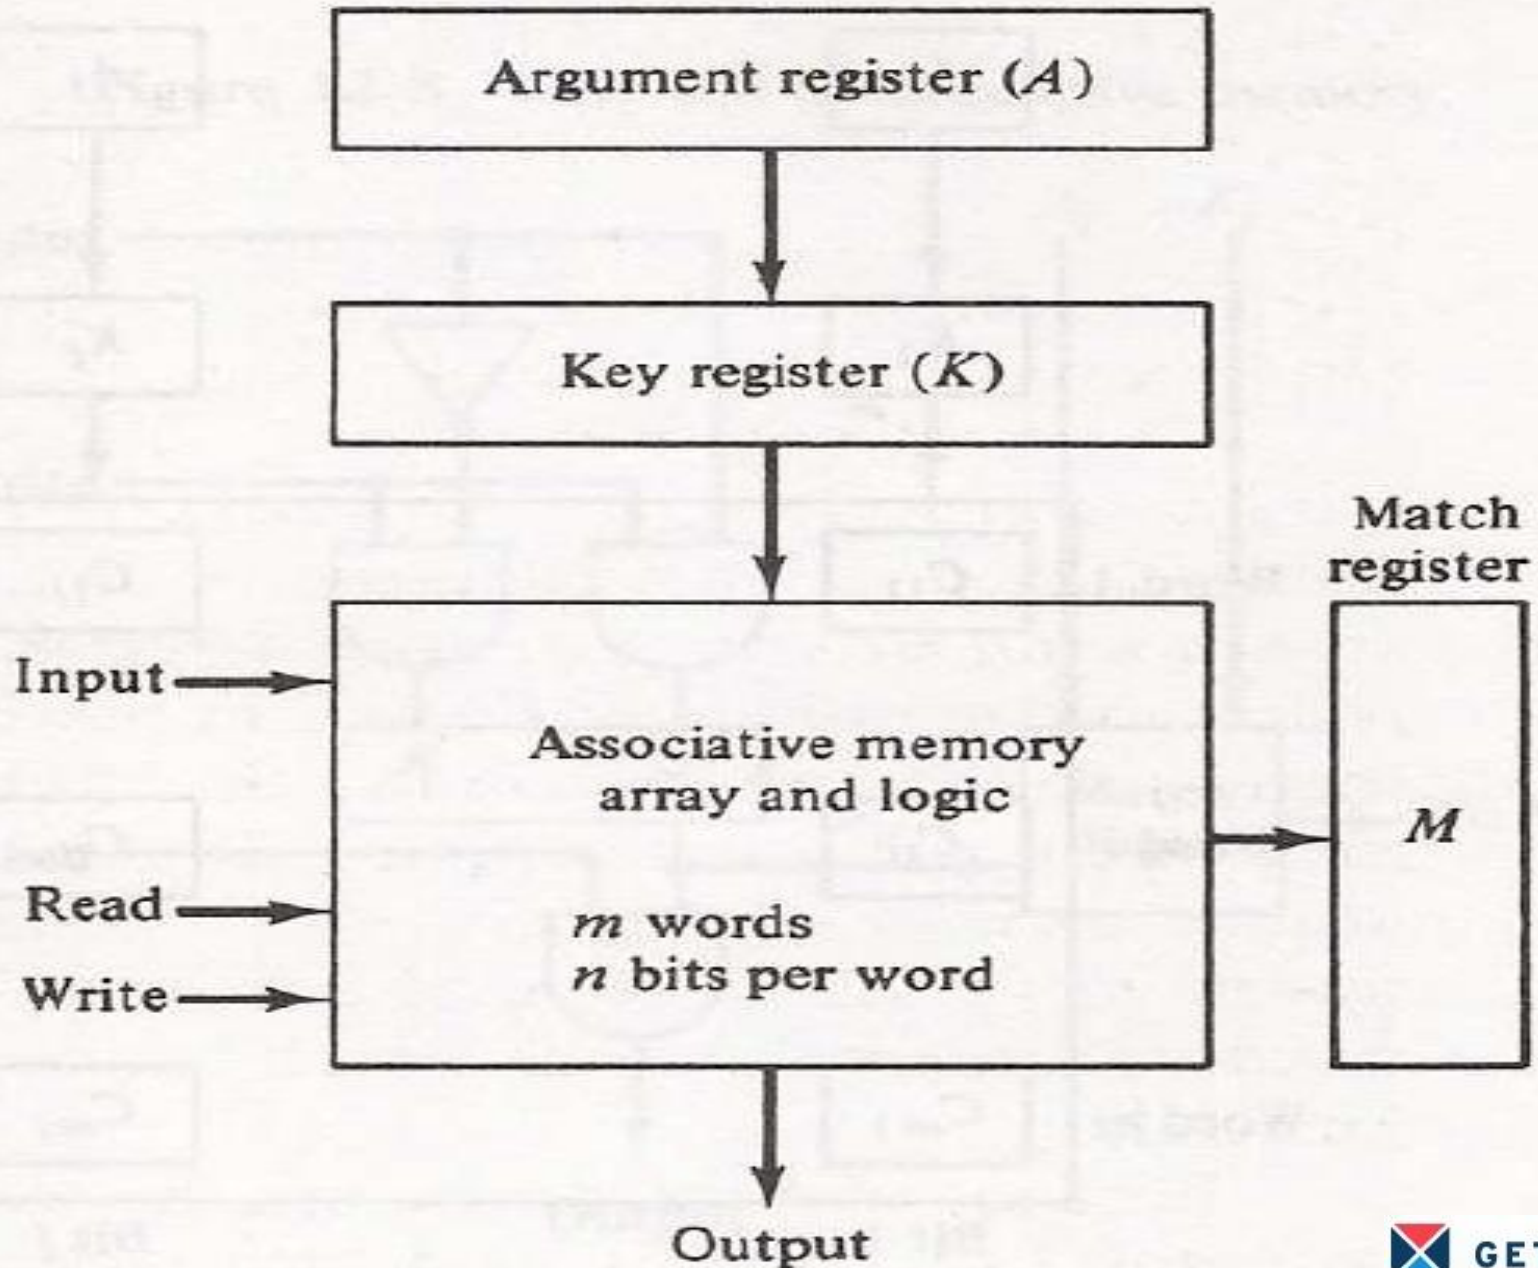 Argument register (A)
Key register (K)
Match
register
Input
Associative memory
array and logic
M
Read
m words
n bits per word
Write
Output